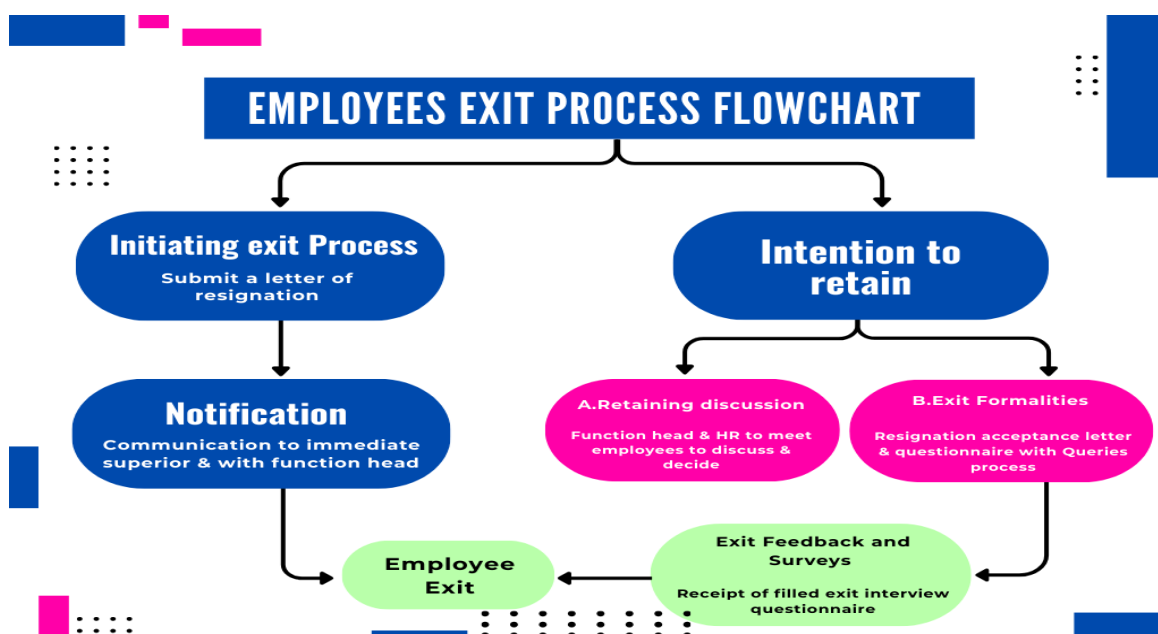 EMPLOYEES EXIT PROCESS FLOWCHART
Initiating exit Process
Submit a letter of
resignation
Intention to
retain
Notification
Communication to immediate
superior & with function head
A.Retaining discussion
Function head & HR to meet
employees to discuss &
decide
B.Exit Formalities
Resignation acceptance letter
& questionnaire with Queries
process
Employee
Exit
Exit Feedback and
Surveys
Receipt of filled exit interview
questionnaire